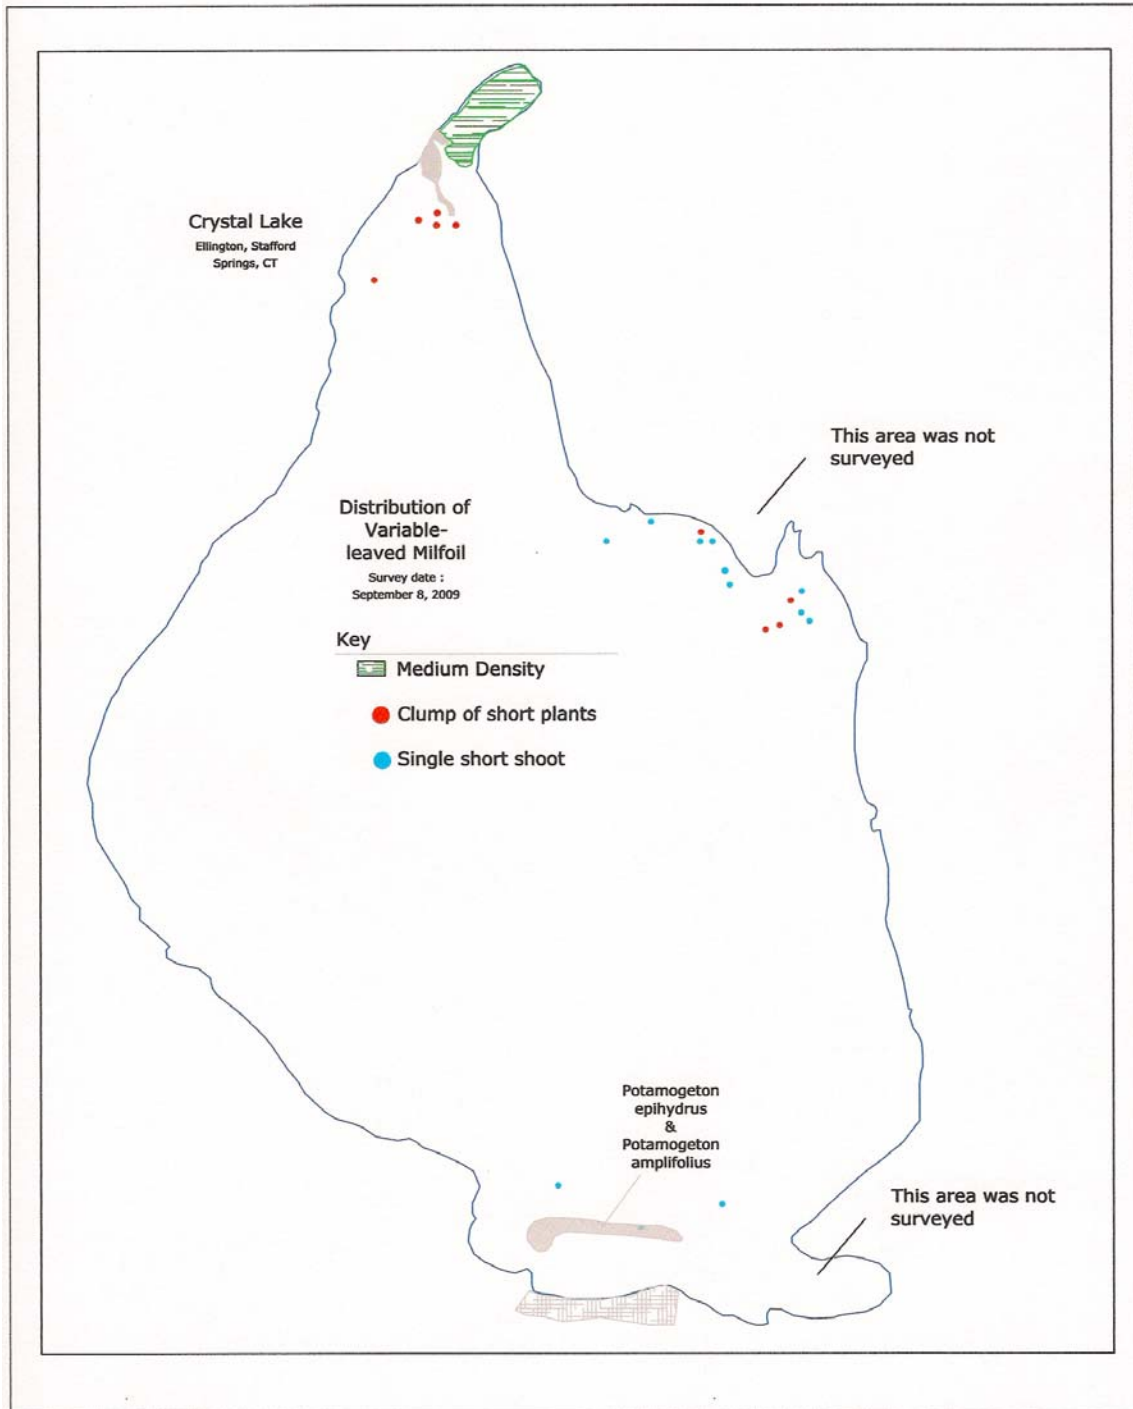 Crystal Lake
Ellington, Stafford
Springs, CT
This area was not
surveyed
Distribution of
Variable-
leaved Milfoil
Survey date :
September 8, 2009
Key
Medium Density
Clump of short plants
Single short shoot
Potamogeton
epihydrus
&
Potamogeton
amplifolius
This area was not
surveyed